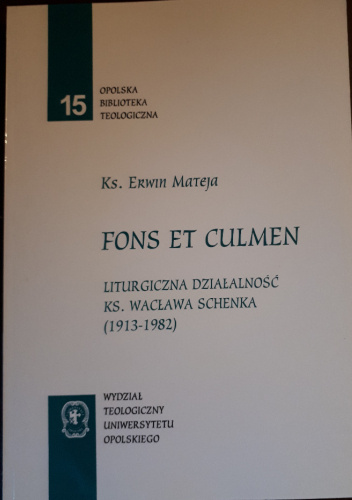 15
OPOLSKA
BIBLIOTEKA
TEOLOGICZNA
Ks. Erwin Mateja
FONS ET CULMEN
LITURGICZNA DZIAŁALNOŚĆ
KS. WACŁAWA SCHENKA
(1913-1982)
WYDZIAŁ
TEOLOGICZNY
UNIWERSYTETU
OPOLSKIEGO